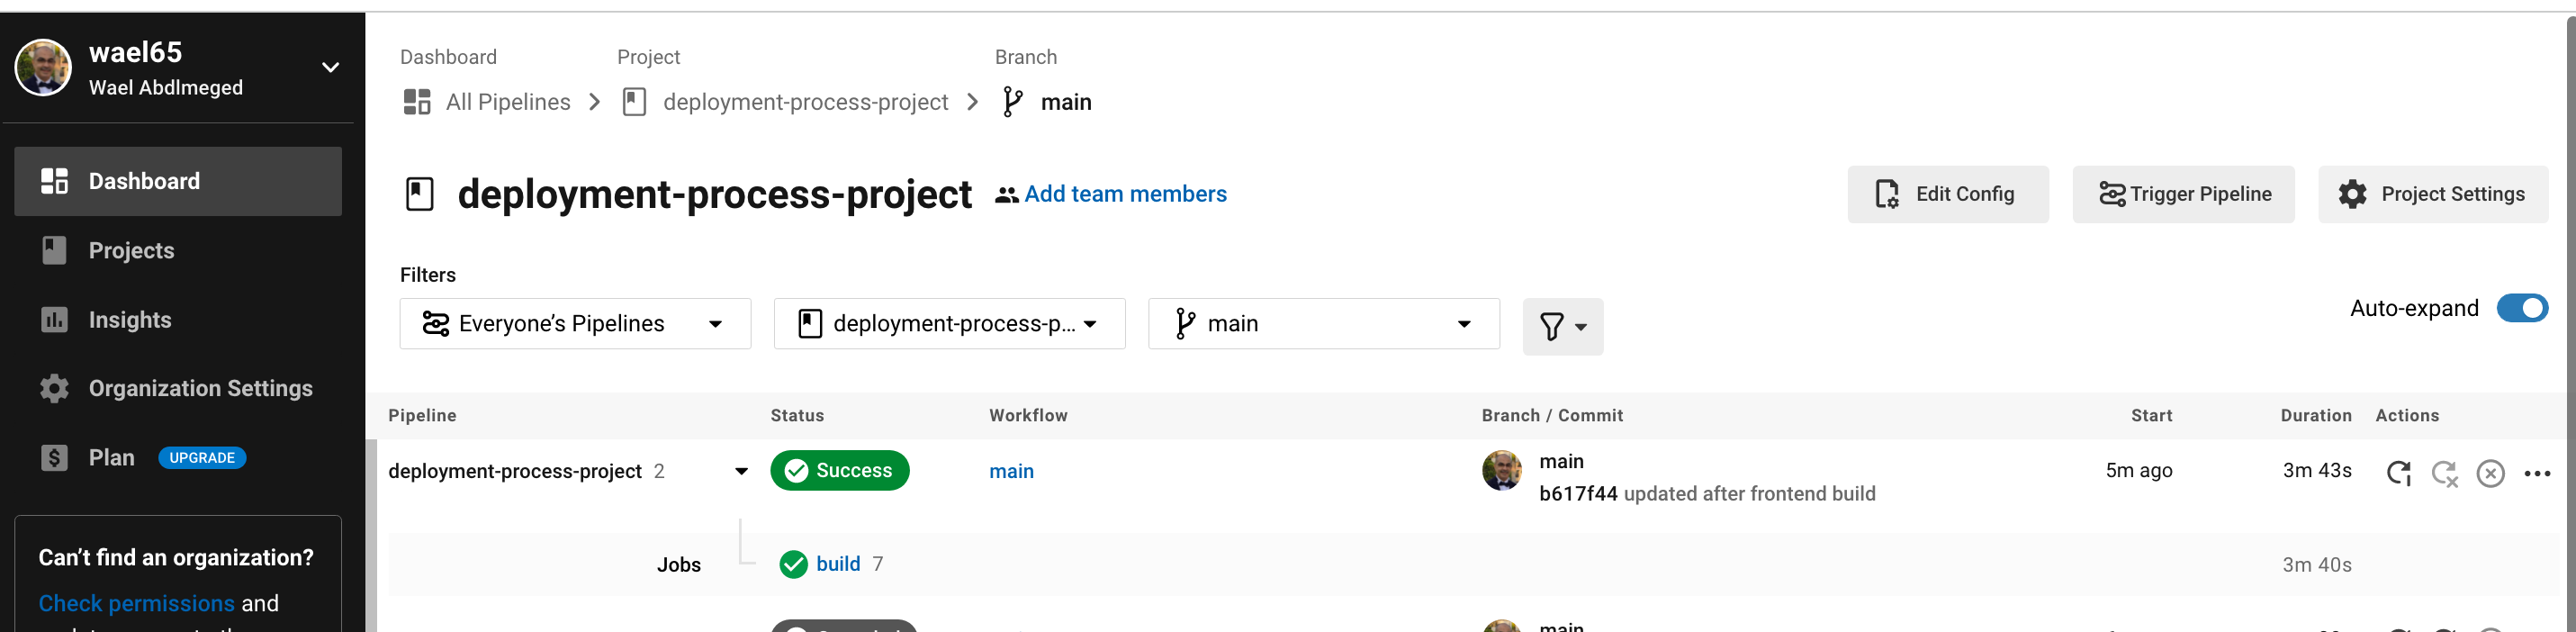 wael65
Wael Abdlmeged
Dashboard
Projects
Insights
Organization Settings
Plan UPGRADE
Can't find an organization?
Check permissions and
Dashboard Project Branch
All Pipelines deployment-process-project main
deployment-process-project Add team members
Edit Config Trigger Pipeline Project Settings
Filters
Everyone's Pipelines deployment-process-p... main
Auto-expand
Pipeline Status Workflow Branch / Commit Start Duration Actions
deployment-process-project 2 Success main main 5m ago 3m 43s
b617f44 updated after frontend build
Jobs build 7 3m 40s
main